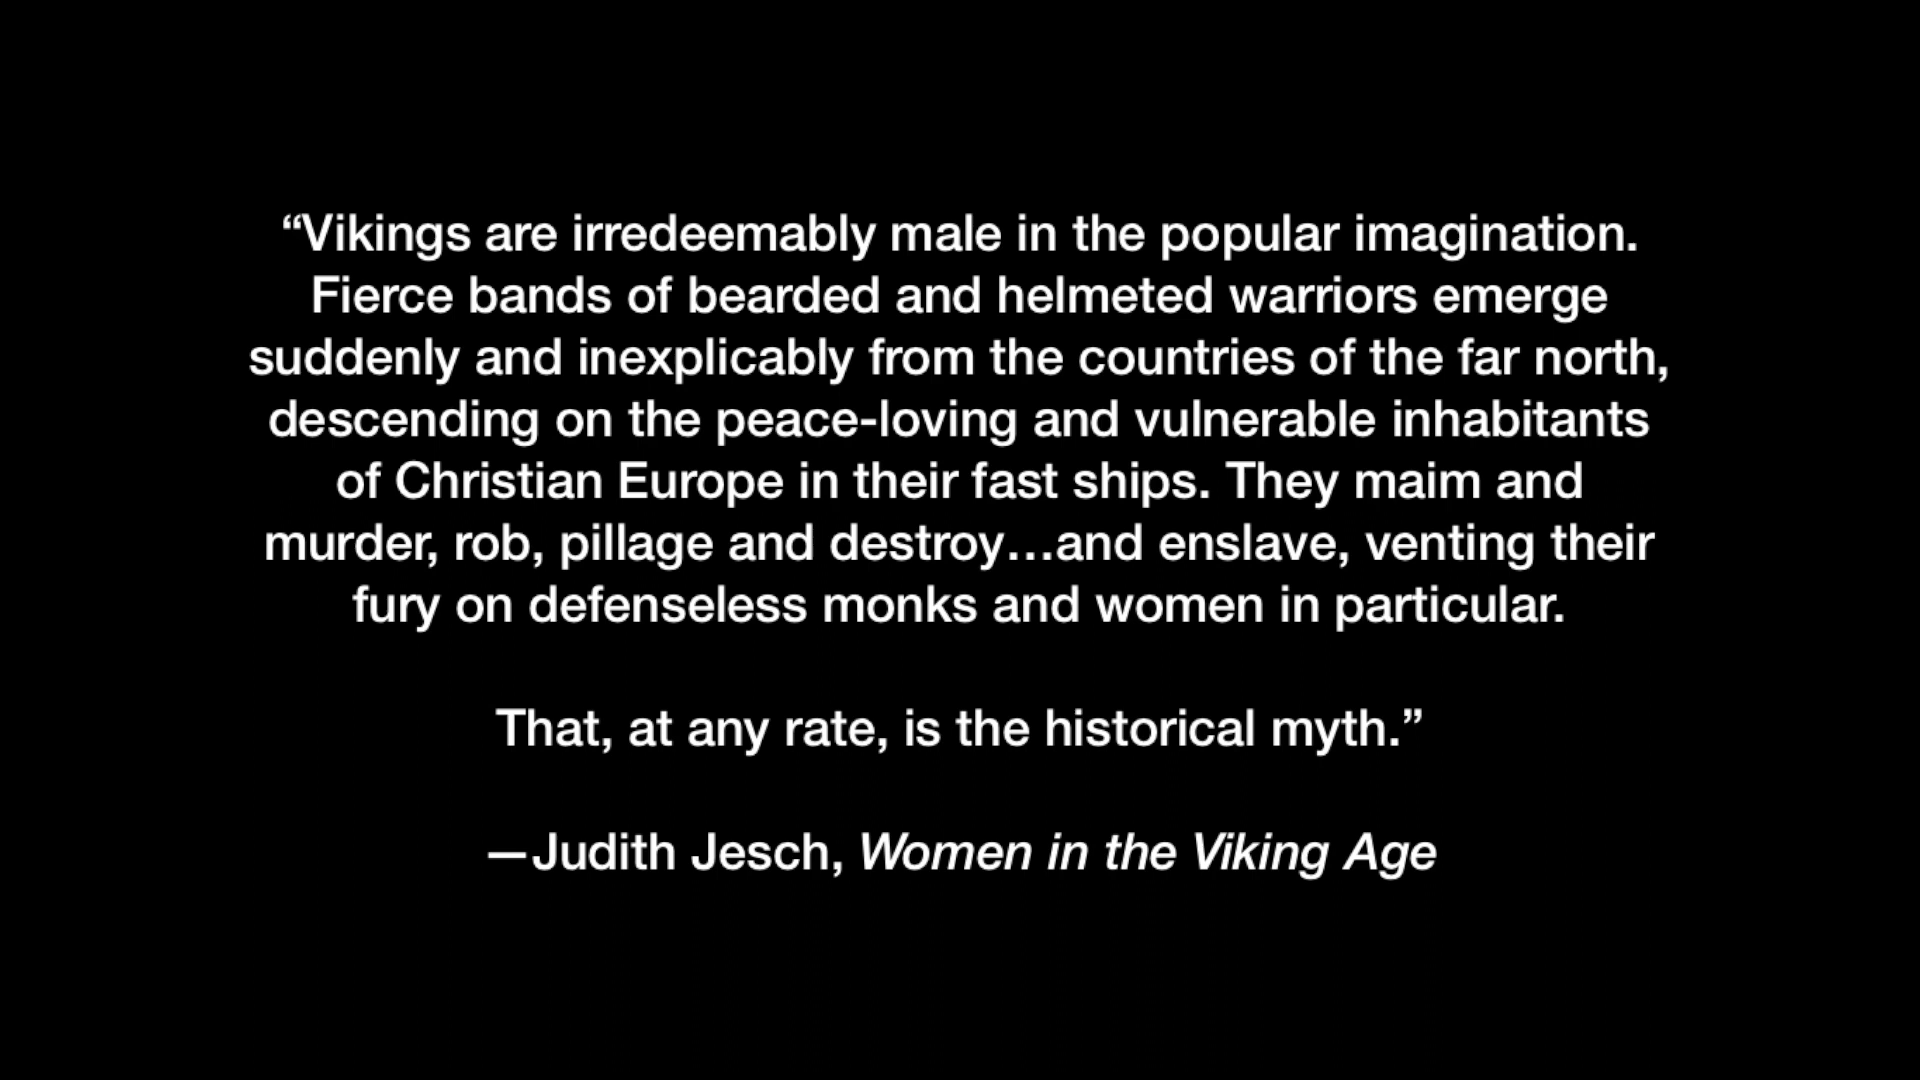 “Vikings are irredeemably male in the popular imagination.
Fierce bands of bearded and helmeted warriors emerge
suddenly and inexplicably from the countries of the far north,
descending on the peace-loving and vulnerable inhabitants
of Christian Europe in their fast ships. They maim and
murder, rob, pillage and destroy…and enslave, venting their
fury on defenseless monks and women in particular.
That, at any rate, is the historical myth.”
—Judith Jesch, Women in the Viking Age